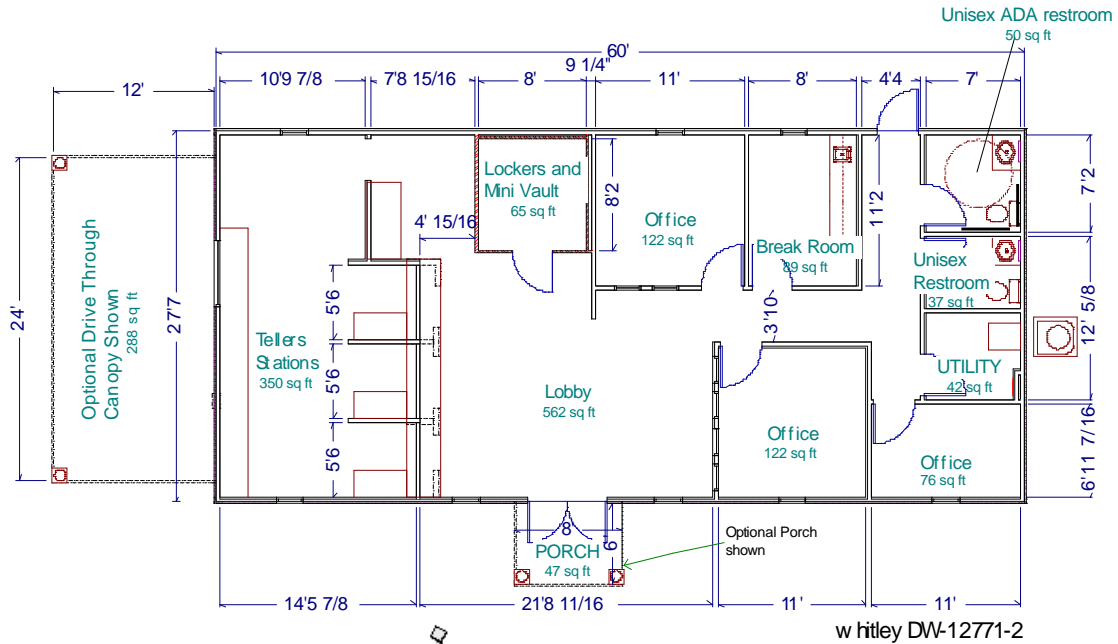 Unisex ADA restroom
50 sq ft
60'
9 1/4"
12'
10'9 7/8
7'8 15/16
8'
11'
8'
4'4
7'
Lockers and
Mini Vault
65 sq ft
8'2
Office
122 sq ft
Break Room
89 sq ft
11'2
7'2
4' 15/16
Unisex
Restroom
37 sq ft
12' 5/8
Optional Drive Through
Canopy Shown
288 sq ft
24'
27'7
Tellers
Stations
350 sq ft
5'6
5'6
5'6
Lobby
562 sq ft
3'10
UTILITY
42 sq ft
Office
122 sq ft
Office
76 sq ft
6'11 7/16
8
6
PORCH
47 sq ft
Optional Porch
shown
14'5 7/8
21'8 11/16
11'
11'
whitley DW-12771-2